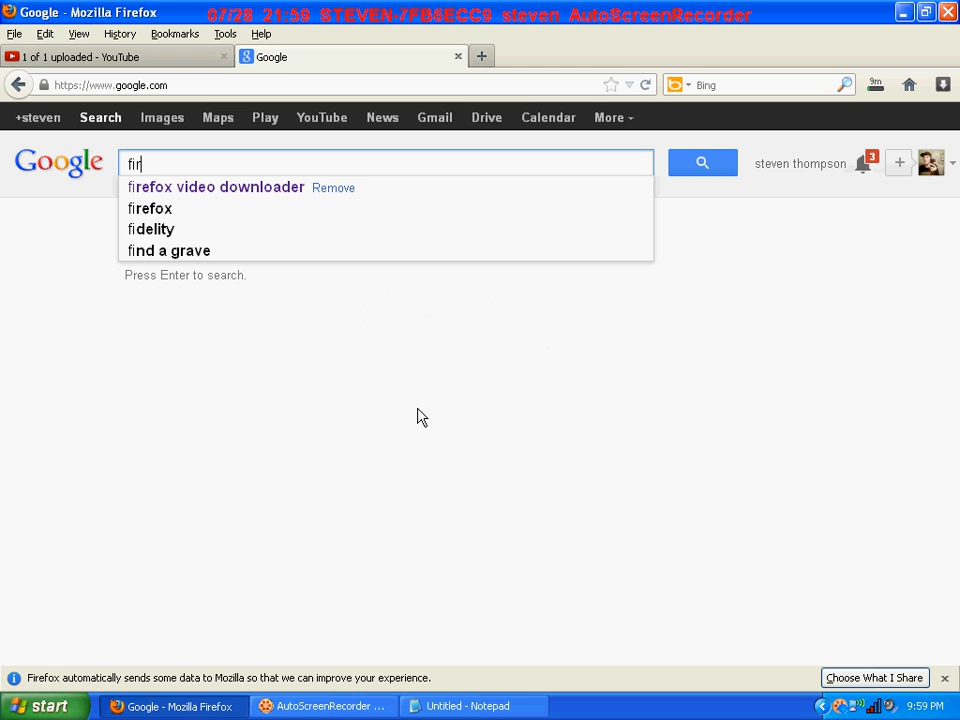 Google - Mozilla Firefox
07/28 21:59 STEVEN-7FB6ECC9 steven AutoScreenRecorder
File Edit View History Bookmarks Tools Help
1 of 1 uploaded - YouTube
Google
https://www.google.com
Bing
9m
+steven Search Images Maps Play YouTube News Gmail Drive Calendar More
Google
fir
steven thompson
3
firefox video downloader Remove
firefox
fidelity
find a grave
Press Enter to search.
Firefox automatically sends some data to Mozilla so that we can improve your experience.
Choose What I Share
start
Google - Mozilla Firefox
AutoScreenRecorder ...
Untitled - Notepad
9:59 PM